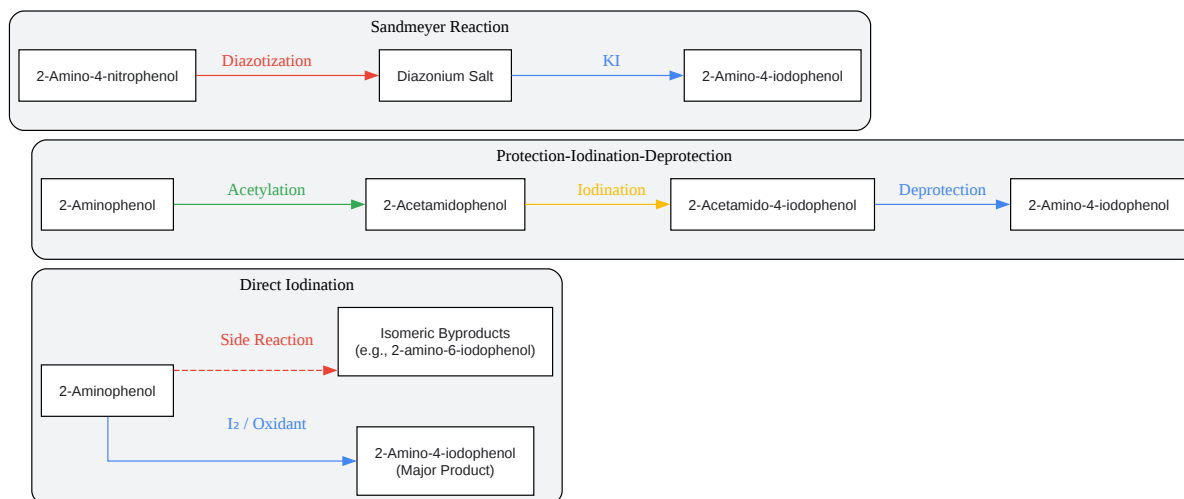 Sandmeyer Reaction
2-Amino-4-nitrophenol
Diazotization
Diazonium Salt
KI
2-Amino-4-iodophenol
Protection-Iodination-Deprotection
2-Aminophenol
Acetylation
2-Acetamidophenol
Iodination
2-Acetamido-4-iodophenol
Deprotection
2-Amino-4-iodophenol
Direct Iodination
2-Aminophenol
Side Reaction
Isomeric Byproducts
(e.g., 2-amino-6-iodophenol)
I₂ / Oxidant
2-Amino-4-iodophenol
(Major Product)